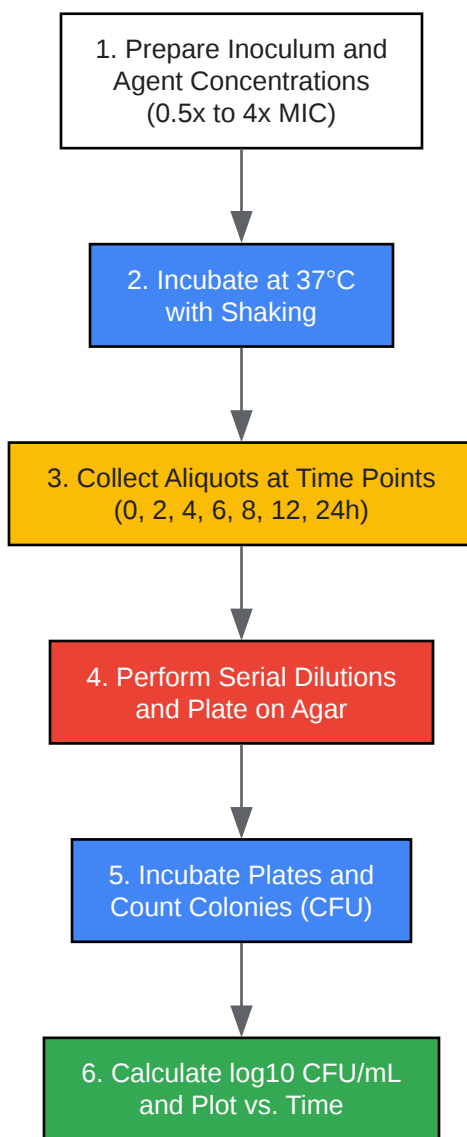 1. Prepare Inoculum and
Agent Concentrations
(0.5x to 4x MIC)
2. Incubate at 37°C
with Shaking
3. Collect Aliquots at Time Points
(0, 2, 4, 6, 8, 12, 24h)
4. Perform Serial Dilutions
and Plate on Agar
5. Incubate Plates and
Count Colonies (CFU)
6. Calculate log10 CFU/mL
and Plot vs. Time